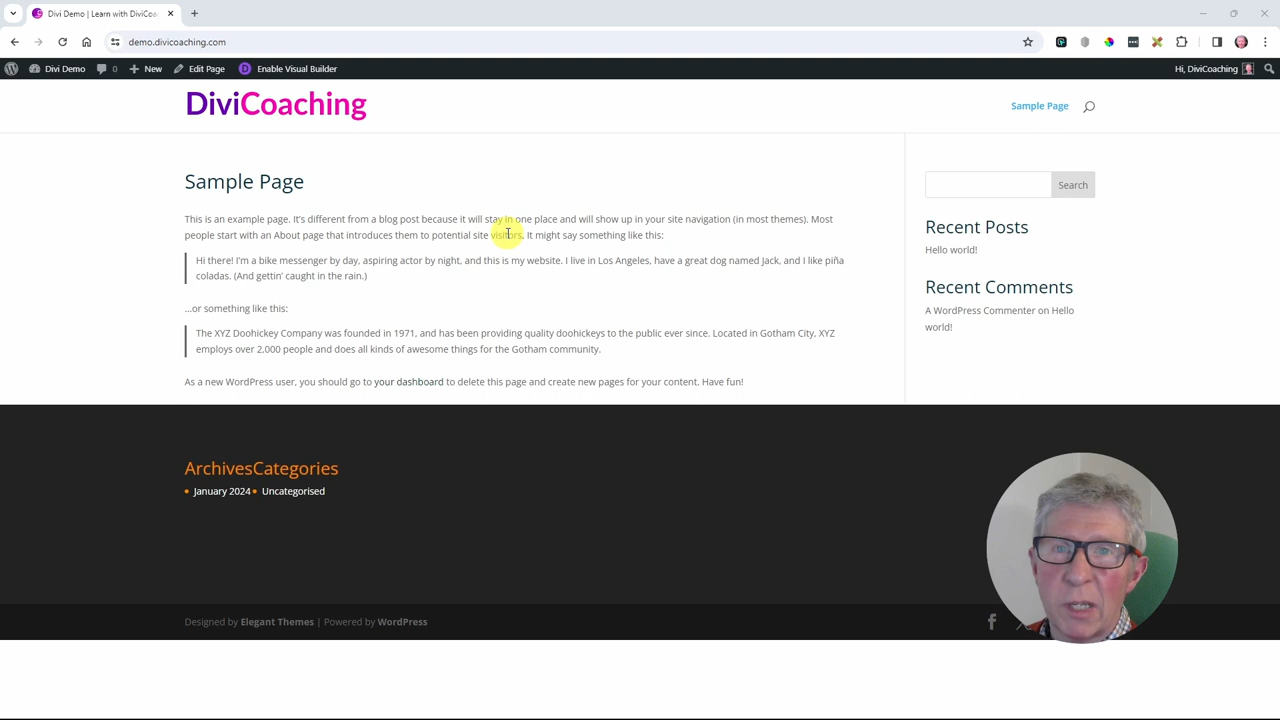 Divi Demo | Learn with DiviCoa
demo.divicoaching.com
Divi Demo
0
New
Edit Page
D
Enable Visual Builder
Hi, DiviCoaching
DiviCoaching
Sample Page
Sample Page
This is an example page. It's different from a blog post because it will stay in one place and will show up in your site navigation (in most themes). Most
people start with an About page that introduces them to potential site visitors. It might say something like this:
Hi there! I'm a bike messenger by day, aspiring actor by night, and this is my website. I live in Los Angeles, have a great dog named Jack, and I like piña
coladas. (And gettin' caught in the rain.)
...or something like this:
The XYZ Doohickey Company was founded in 1971, and has been providing quality doohickeys to the public ever since. Located in Gotham City, XYZ
employs over 2,000 people and does all kinds of awesome things for the Gotham community.
As a new WordPress user, you should go to your dashboard to delete this page and create new pages for your content. Have fun!
Search
Recent Posts
Hello world!
Recent Comments
A WordPress Commenter on Hello
world!
ArchivesCategories
January 2024
Uncategorised
Designed by Elegant Themes | Powered by WordPress